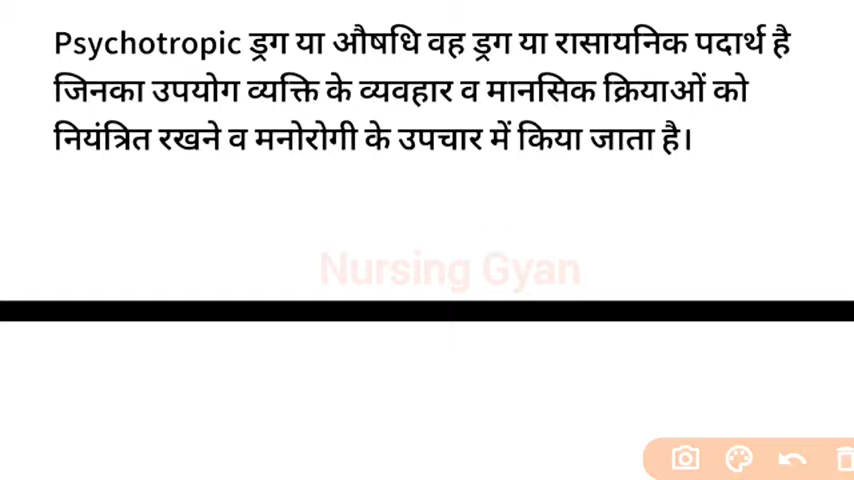 Psychotropic ड्रग या औषधि वह ड्रग या रासायनिक पदार्थ है
जिनका उपयोग व्यक्ति के व्यवहार व मानसिक क्रियाओं को
नियंत्रित रखने व मनोरोगी के उपचार में किया जाता है।
Nursing Gyan